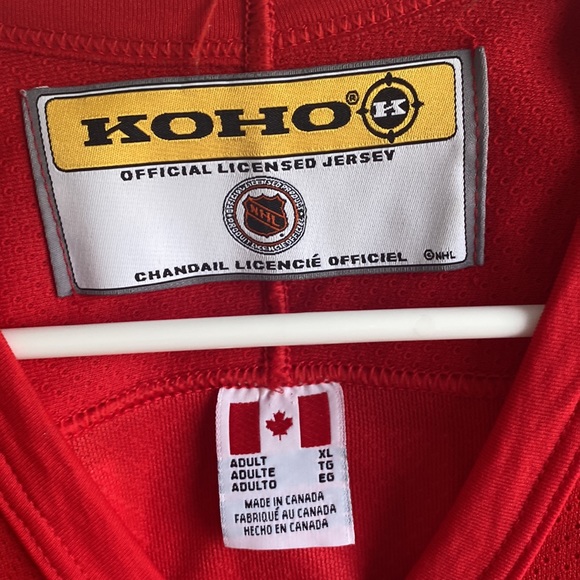 KOHO® K
OFFICIAL LICENSED JERSEY
NHL
CHANDAIL LICENCIÉ OFFICIEL ©NHL
ADULT XL
ADULTE TG
ADULTO EG
MADE IN CANADA
FABRIQUÉ AU CANADA
HECHO EN CANADA